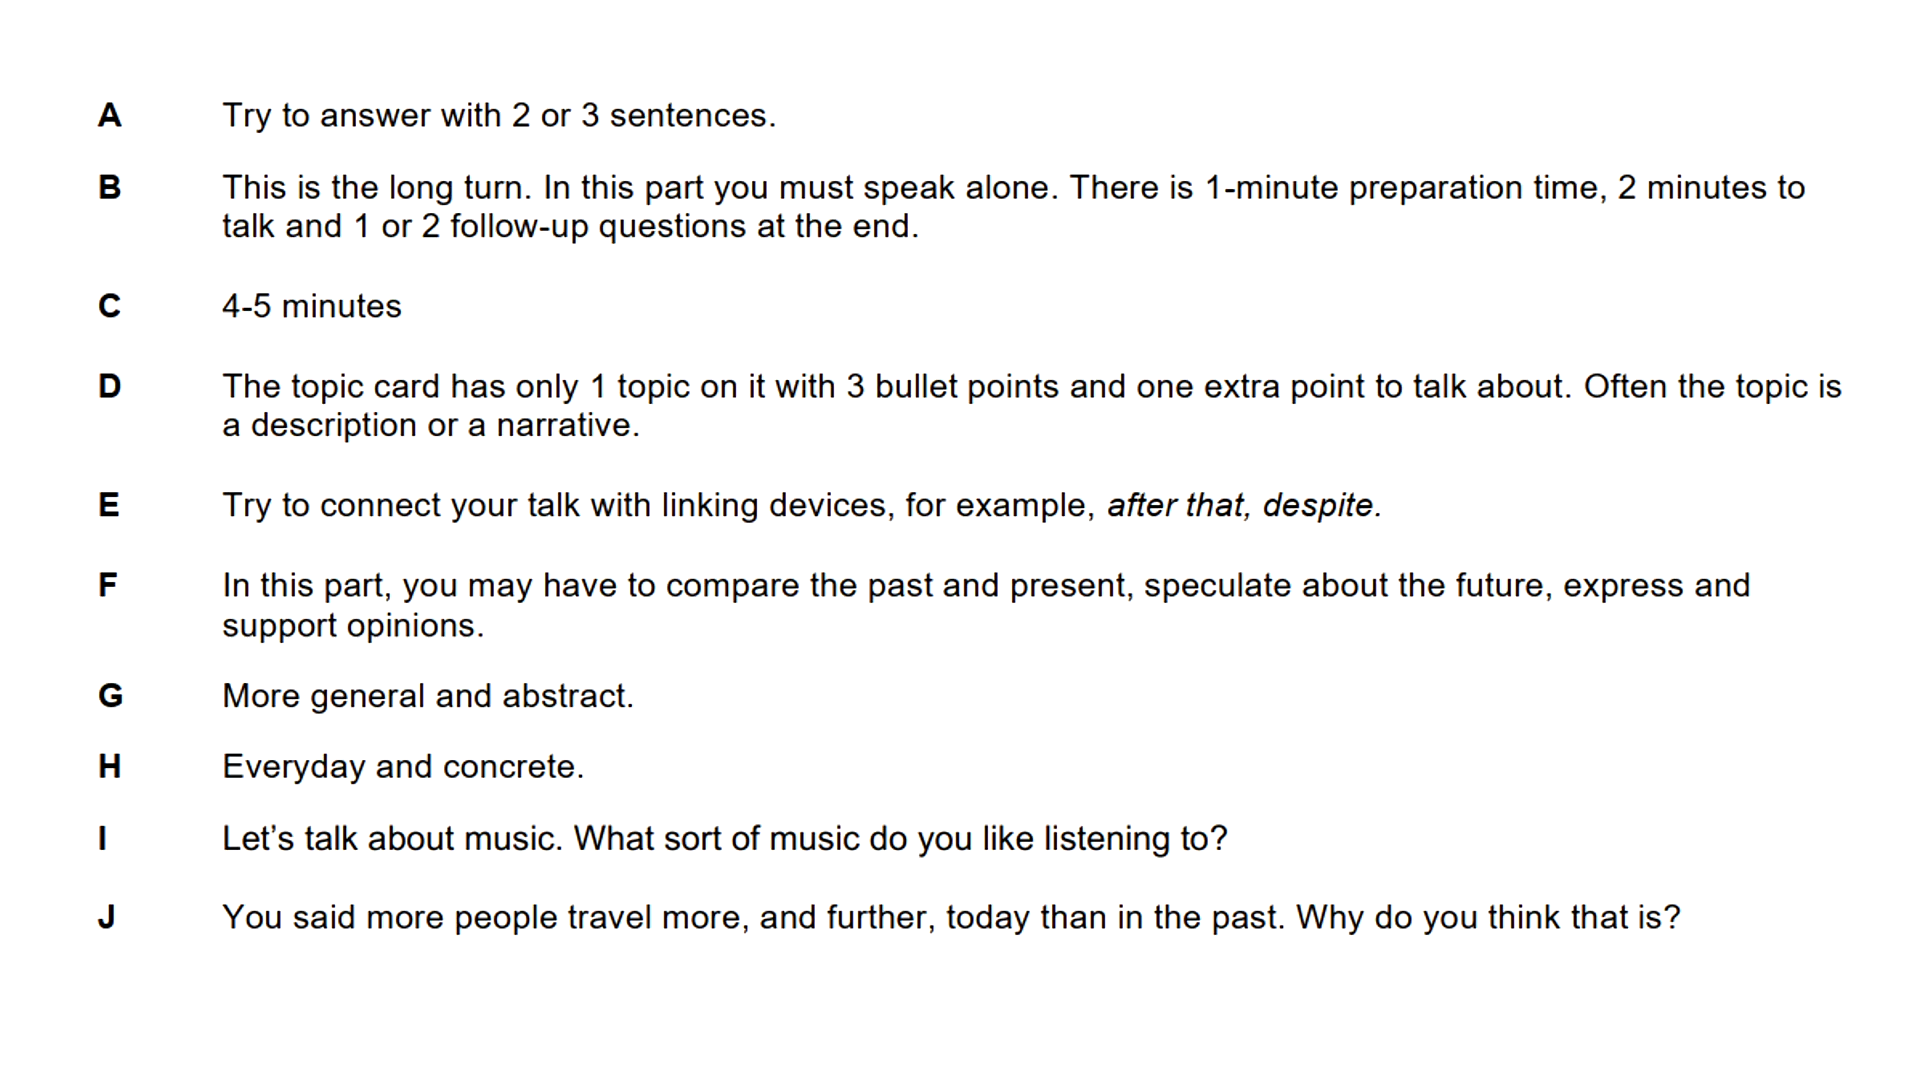 A Try to answer with 2 or 3 sentences.
B This is the long turn. In this part you must speak alone. There is 1-minute preparation time, 2 minutes to
talk and 1 or 2 follow-up questions at the end.
C 4-5 minutes
D The topic card has only 1 topic on it with 3 bullet points and one extra point to talk about. Often the topic is
a description or a narrative.
E Try to connect your talk with linking devices, for example, after that, despite.
F In this part, you may have to compare the past and present, speculate about the future, express and
support opinions.
G More general and abstract.
H Everyday and concrete.
I Let’s talk about music. What sort of music do you like listening to?
J You said more people travel more, and further, today than in the past. Why do you think that is?